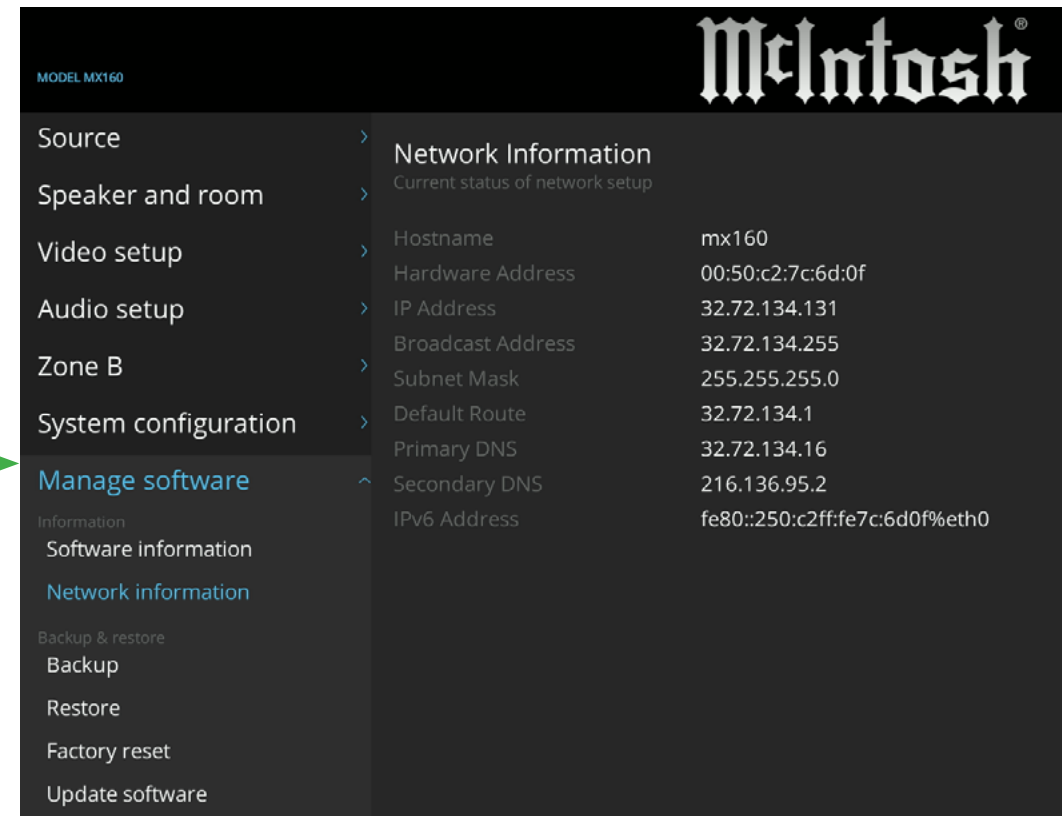 McIntosh®
MODEL MX160
Source
Speaker and room
Video setup
Audio setup
Zone B
System configuration
Manage software
Information
Software information
Network information
Backup & restore
Backup
Restore
Factory reset
Update software
Network Information
Current status of network setup
Hostname mx160
Hardware Address 00:50:c2:7c:6d:0f
IP Address 32.72.134.131
Broadcast Address 32.72.134.255
Subnet Mask 255.255.255.0
Default Route 32.72.134.1
Primary DNS 32.72.134.16
Secondary DNS 216.136.95.2
IPv6 Address fe80::250:c2ff:fe7c:6d0f%eth0